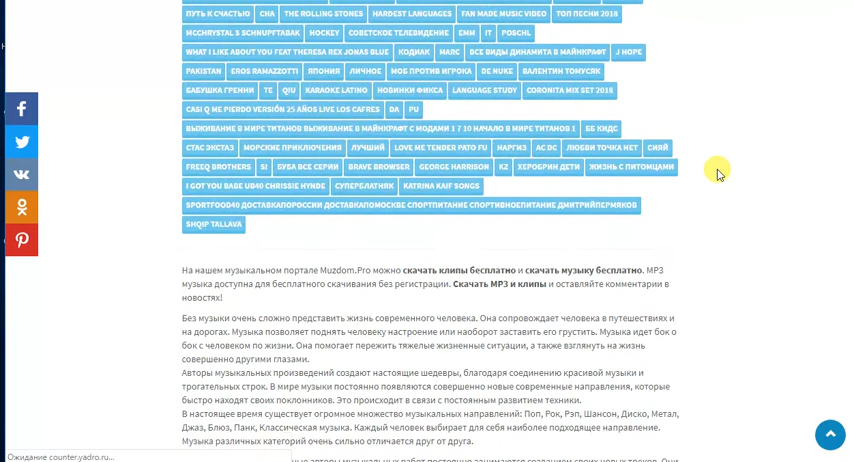 ПУТЬ К СЧАСТЬЮ CHA THE ROLLING STONES HARDEST LANGUAGES FAN MADE MUSIC VIDEO ТОП ПЕСНИ 2018
MCCHRYSTAL S SCHNUPFTABAK HOCKEY СОВЕТСКОЕ ТЕЛЕВИДЕНИЕ EMM IT POSCHL
WHAT I LIKE ABOUT YOU FEAT THERESA REX JONAS BLUE КОДИАК МАЛС ВСЕ ВИДЫ ДИНАМИТА В МАЙНКРАФТ J HOPE
PAKISTAN EROS RAMAZZOTTI ЯПОНИЯ ЛИЧНОЕ МОБ ПРОТИВ ИГРОКА DE NUKE ВАЛЕНТИН ТОМУСЯК
БАБУШКА ГРЕННИ TE QIU KARAOKE LATINO НОВИНКИ ФИКСА LANGUAGE STUDY CORONITA MIX SET 2018
CASI Q ME PIERDO VERSIÓN 25 AÑOS LIVE LOS CAFRES DA PU
ВЫЖИВАНИЕ В МИРЕ ТИТАНОВ ВЫЖИВАНИЕ В МАЙНКРАФТ С МОДАМИ 1 7 10 НАЧАЛО В МИРЕ ТИТАНОВ 1 ББ КИДС
СТАС ЭКСТАЗ МОРСКИЕ ПРИКЛЮЧЕНИЯ ЛУЧШИЙ LOVE ME TENDER PATO FU НАРГИЗ AC DC ЛЮБВИ ТОЧКА НЕТ СИЯЙ
FREEQ BROTHERS SI БУБА ВСЕ СЕРИИ BRAVE BROWSER GEORGE HARRISON KZ ХЕРОБРИН ДЕТИ ЖИЗНЬ С ПИТОМЦАМИ
I GOT YOU BABE UB40 CHRISSIE HYNDE СУПЕРБЛАТНЯК KATRINA KAIF SONGS
SPORTFOOD40 ДОСТАВКАПОРОССИИ ДОСТАВКАПОМОСКВЕ СПОРТПИТАНИЕ СПОРТИВНОЕПИТАНИЕ ДМИТРИЙПЕРМЯКОВ
SHQIP TALLAVA
На нашем музыкальном портале Muzdom.Pro можно скачать клипы бесплатно и скачать музыку бесплатно. MP3
музыка доступна для бесплатного скачивания без регистрации. Скачать MP3 и клипы и оставляйте комментарии в
новостях!
Без музыки очень сложно представить жизнь современного человека. Она сопровождает человека в путешествиях и
на дорогах. Музыка позволяет поднять человеку настроение или наоборот заставить его грустить. Музыка идет бок о
бок с человеком по жизни. Она помогает пережить тяжелые жизненные ситуации, а также взглянуть на жизнь
совершенно другими глазами.
Авторы музыкальных произведений создают настоящие шедевры, благодаря соединению красивой музыки и
трогательных строк. В мире музыки постоянно появляются совершенно новые современные направления, которые
быстро находят своих поклонников. Это происходит в связи с постоянным развитием техники.
В настоящее время существует огромное множество музыкальных направлений: Поп, Рок, Рэп, Шансон, Диско, Метал,
Джаз, Блюз, Панк, Классическая музыка. Каждый человек выбирает для себя наиболее подходящее направление.
Музыка различных категорий очень сильно отличается друг от друга.
Ожидание counter.yadro.ru...